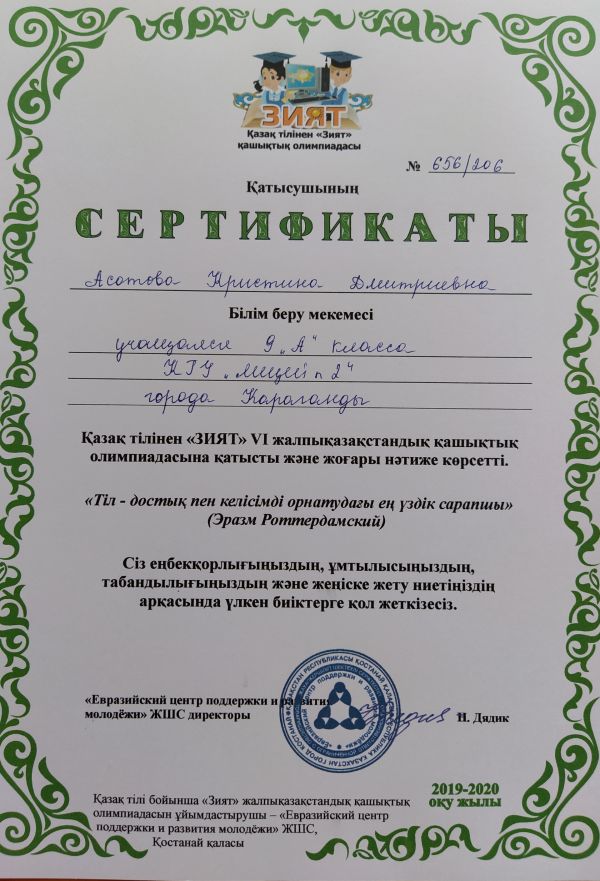 ЗИЯТ
Қазақ тілінен «Зият»
қашықтық олимпиадасы
№ 656/206
Қатысушының
СЕРТИФИКАТЫ
Асатова Кристина Дмитриевна
Білім беру мекемесі
учащаяся 9 „А" класса
КГУ „Лицей п 2"
города Караганды
Қазақ тілінен «ЗИЯТ» VI жалпықазақстандық қашықтық
олимпиадасына қатысты және жоғары нәтиже көрсетті.
«Тіл - достық пен келісімді орнатудағы ең үздік сарапшы»
(Эразм Роттердамский)
Сіз еңбекқорлығыңыздың, ұмтылысыңыздың,
табандылығыңыздың және жеңіске жету ниетіңіздің
арқасында үлкен биіктерге қол жеткізесіз.
«Евразийский центр поддержки и развития
молодёжи» ЖШС директоры
Н. Дядик
2019-2020
оқу жылы
Қазақ тілі бойынша «Зият» жалпықазақстандық қашықтық
олимпиадасын ұйымдастырушы – «Евразийский центр
поддержки и развития молодёжи» ЖШС,
Қостанай қаласы